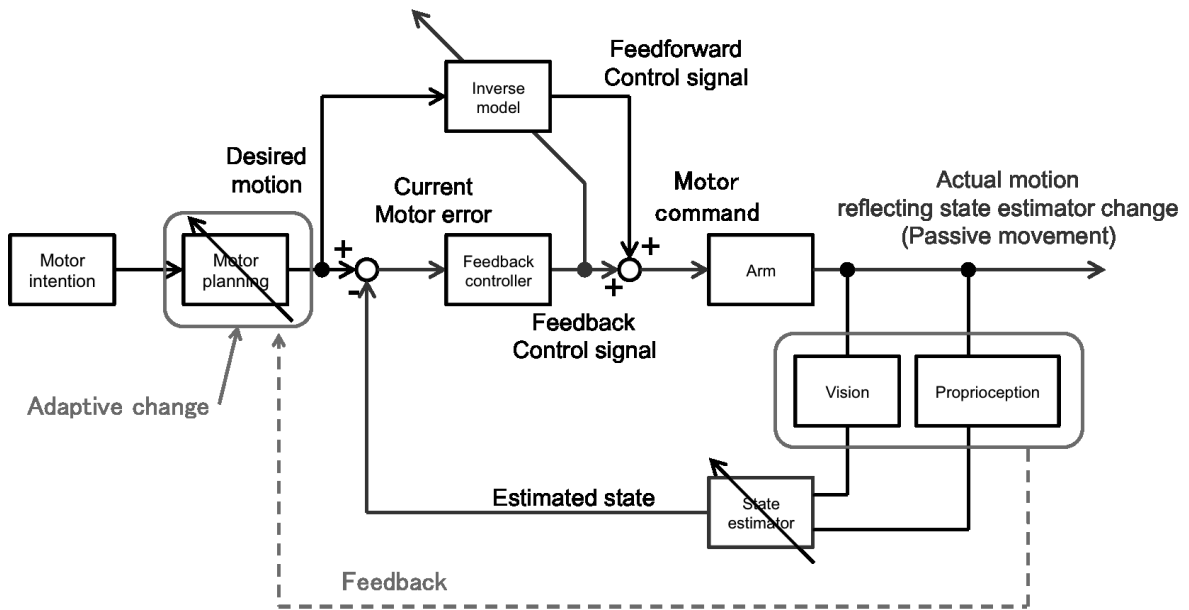 Feedforward
Control signal
Inverse
model
Desired
motion
Current
Motor error
Motor
command
Actual motion
reflecting state estimator change
(Passive movement)
Motor
intention
Motor
planning
+
-
Feedback
controller
+
+
Arm
Feedback
Control signal
Adaptive change
Vision
Proprioception
Estimated state
State
estimator
Feedback